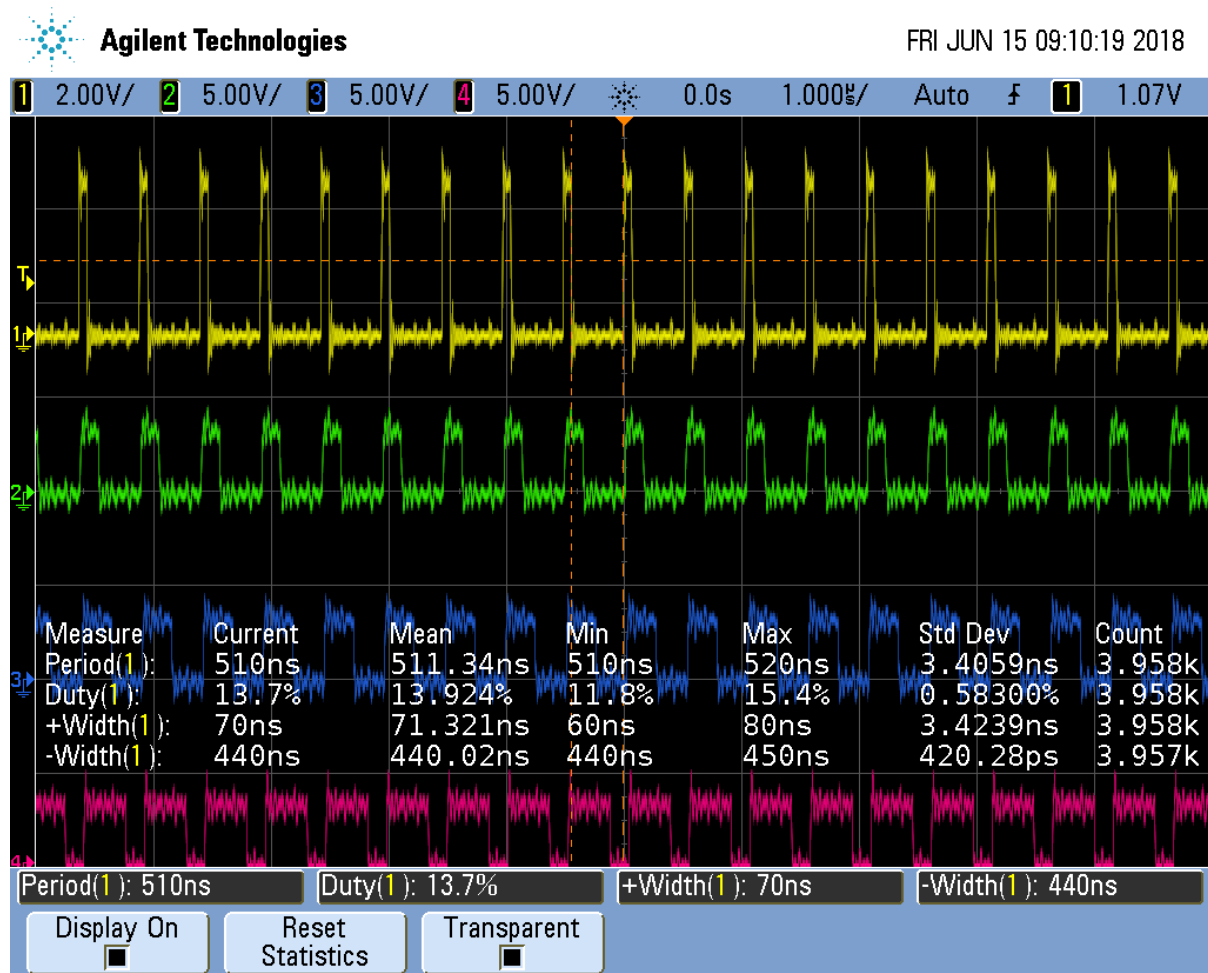 Agilent Technologies FRI JUN 15 09:10:19 2018
1 2.00V/ 2 5.00V/ 3 5.00V/ 4 5.00V/ 0.0s 1.000µs/ Auto 1 1.07V
T
1
2
3
4
Measure Current Mean Min Max Std Dev Count
Period(1): 510ns 511.34ns 510ns 520ns 3.4059ns 3.958k
Duty(1): 13.7% 13.924% 11.8% 15.4% 0.58300% 3.958k
+Width(1): 70ns 71.321ns 60ns 80ns 3.4239ns 3.958k
-Width(1): 440ns 440.02ns 440ns 450ns 420.28ps 3.957k
Period(1): 510ns Duty(1): 13.7% +Width(1): 70ns -Width(1): 440ns
Display On Reset Statistics Transparent